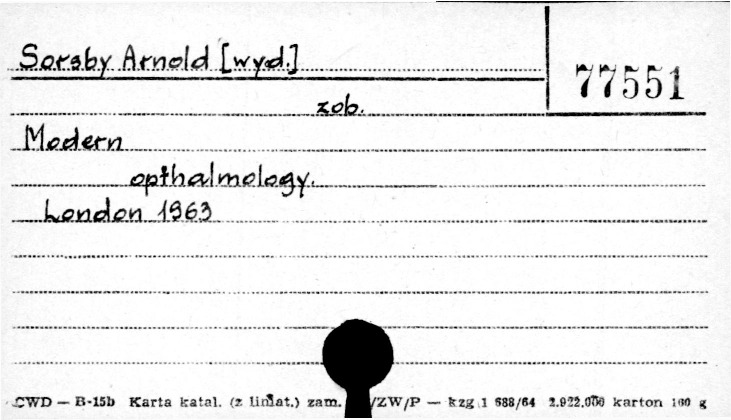 Sorsby Arnold [wyd.]
77551
zob.
Modern
opthalmology.
London 1963
CWD — B-15b Karta katal. (z liniat.) zam. /ZW/P — kzg 1 688/64 2.922.000 karton 160 g